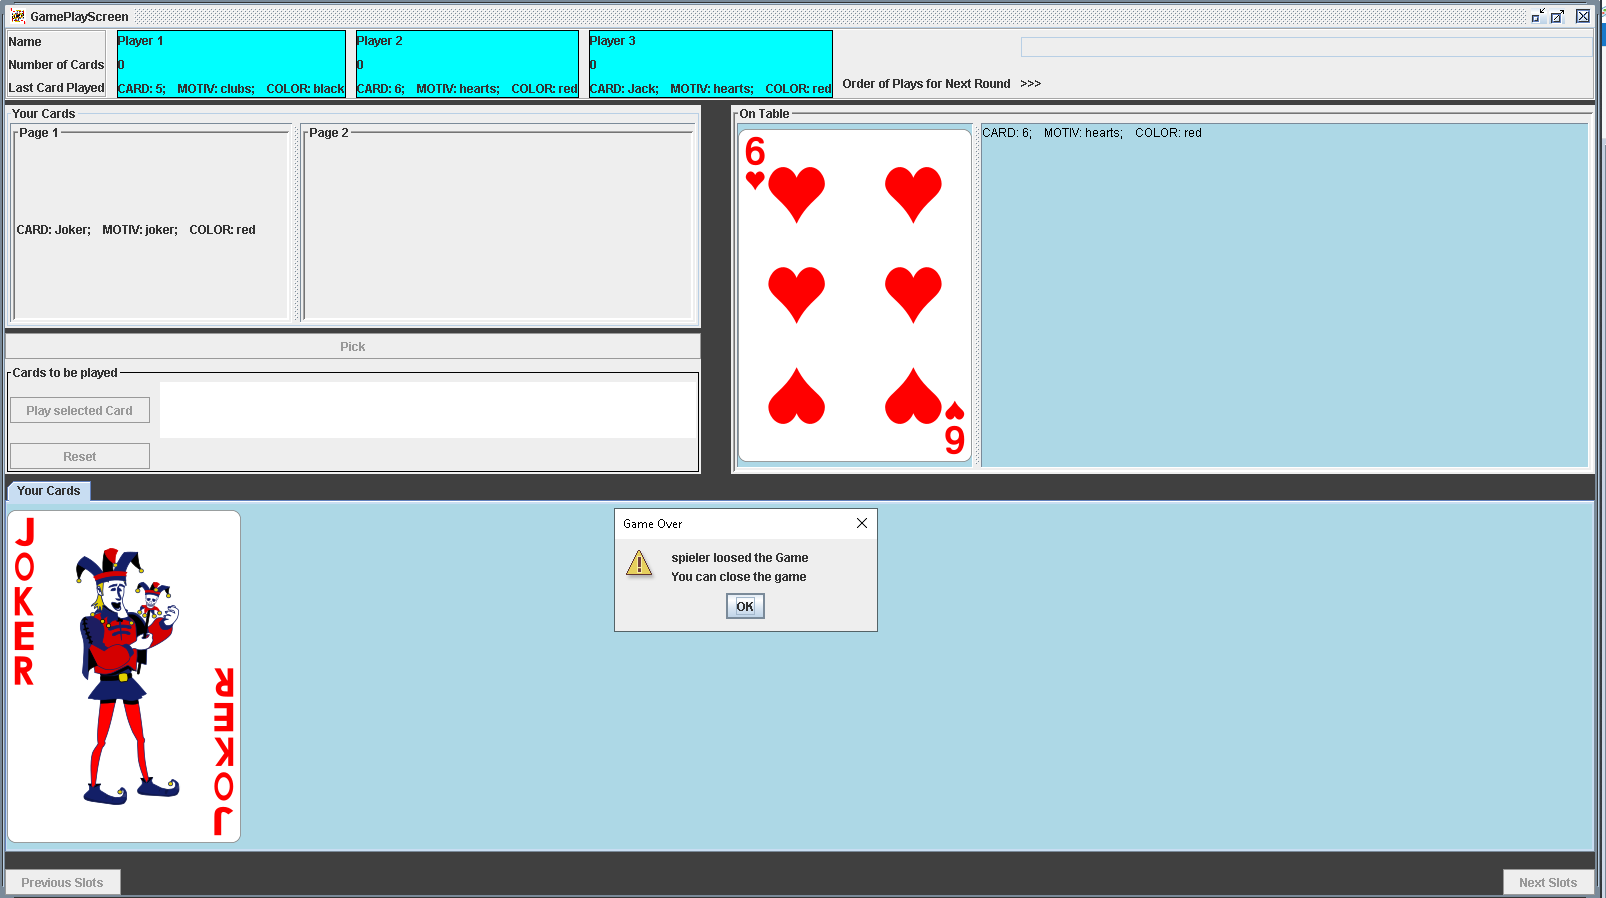 GamePlayScreen
Name
Number of Cards
Last Card Played
Player 1
0
CARD: 5; MOTIV: clubs; COLOR: black
Player 2
0
CARD: 6; MOTIV: hearts; COLOR: red
Player 3
0
CARD: Jack; MOTIV: hearts; COLOR: red
Order of Plays for Next Round >>>
Your Cards
Page 1
CARD: Joker; MOTIV: joker; COLOR: red
Page 2
Pick
Cards to be played
Play selected Card
Reset
On Table
6
6
CARD: 6; MOTIV: hearts; COLOR: red
Your Cards
JOKER
JOKER
Game Over
spieler loosed the Game
You can close the game
OK
Previous Slots
Next Slots